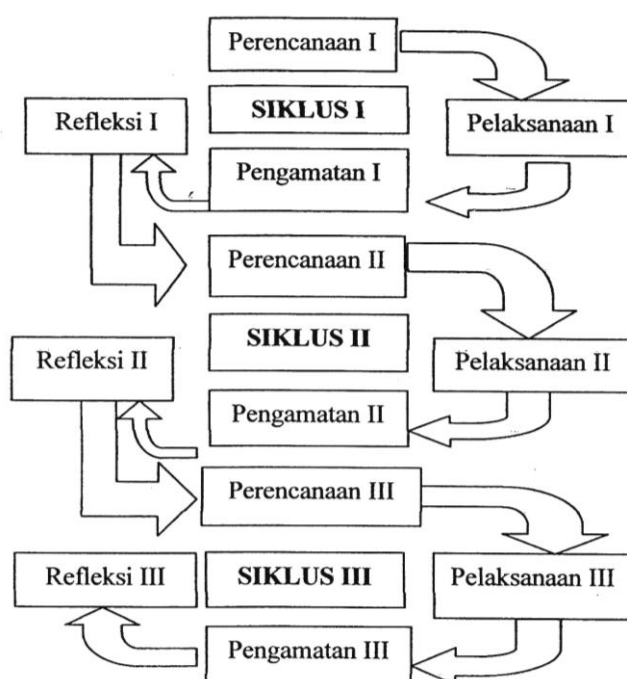 Perencanaan I
SIKLUS I
Refleksi I
Pelaksanaan I
Pengamatan I
Perencanaan II
SIKLUS II
Refleksi II
Pelaksanaan II
Pengamatan II
Perencanaan III
Refleksi III
SIKLUS III
Pelaksanaan III
Pengamatan III